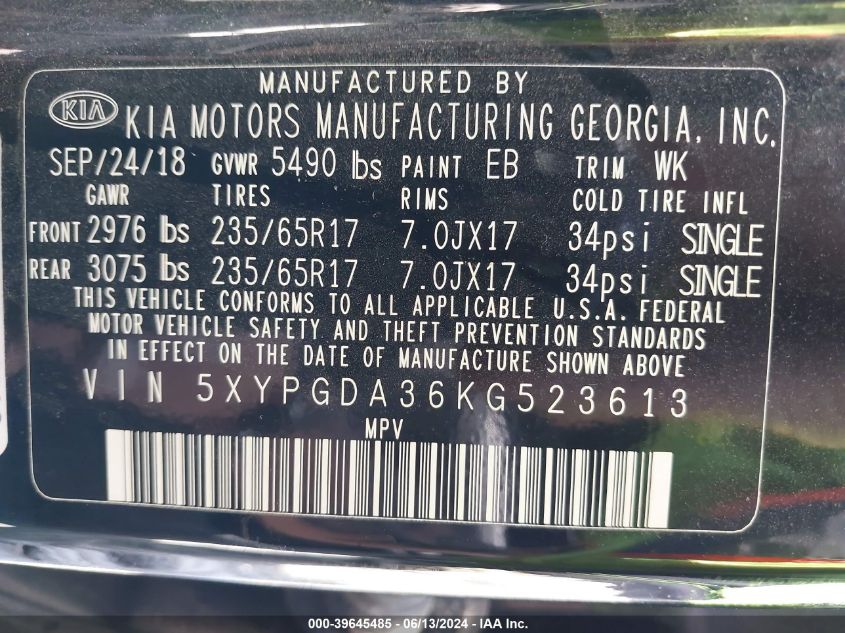 MANUFACTURED BY
KIA KIA MOTORS MANUFACTURING GEORGIA, INC.
SEP/24/18 GVWR 5490 lbs PAINT EB TRIM WK
GAWR TIRES RIMS COLD TIRE INFL
FRONT 2976 lbs 235/65R17 7.0JX17 34psi SINGLE
REAR 3075 lbs 235/65R17 7.0JX17 34psi SINGLE
THIS VEHICLE CONFORMS TO ALL APPLICABLE U.S.A. FEDERAL
MOTOR VEHICLE SAFETY AND THEFT PREVENTION STANDARDS
IN EFFECT ON THE DATE OF MANUFACTURE SHOWN ABOVE
VIN 5XYPGDA36KG523613
MPV
000-39645485 - 06/13/2024 - IAA Inc.